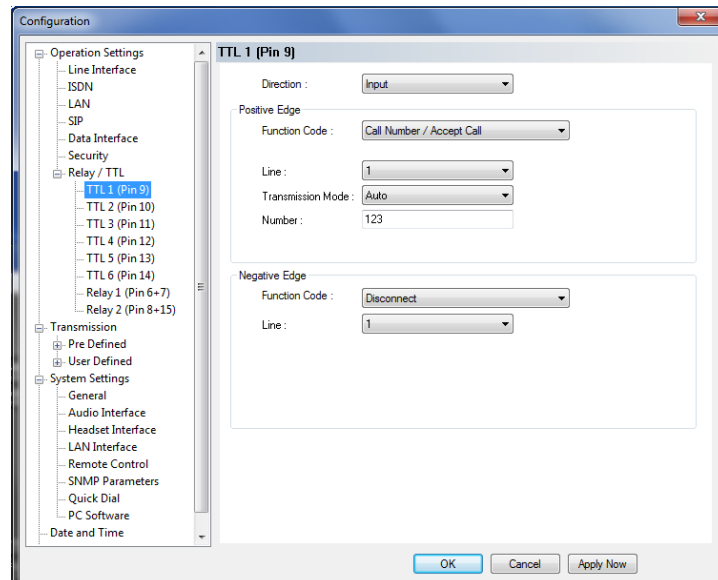 Configuration
Operation Settings
Line Interface
ISDN
LAN
SIP
Data Interface
Security
Relay / TTL
TTL 1 (Pin 9)
TTL 2 (Pin 10)
TTL 3 (Pin 11)
TTL 4 (Pin 12)
TTL 5 (Pin 13)
TTL 6 (Pin 14)
Relay 1 (Pin 6+7)
Relay 2 (Pin 8+15)
Transmission
Pre Defined
User Defined
System Settings
General
Audio Interface
Headset Interface
LAN Interface
Remote Control
SNMP Parameters
Quick Dial
PC Software
Date and Time
TTL 1 (Pin 9)
Direction : Input
Positive Edge
Function Code : Call Number / Accept Call
Line : 1
Transmission Mode : Auto
Number : 123
Negative Edge
Function Code : Disconnect
Line : 1
OK Cancel Apply Now